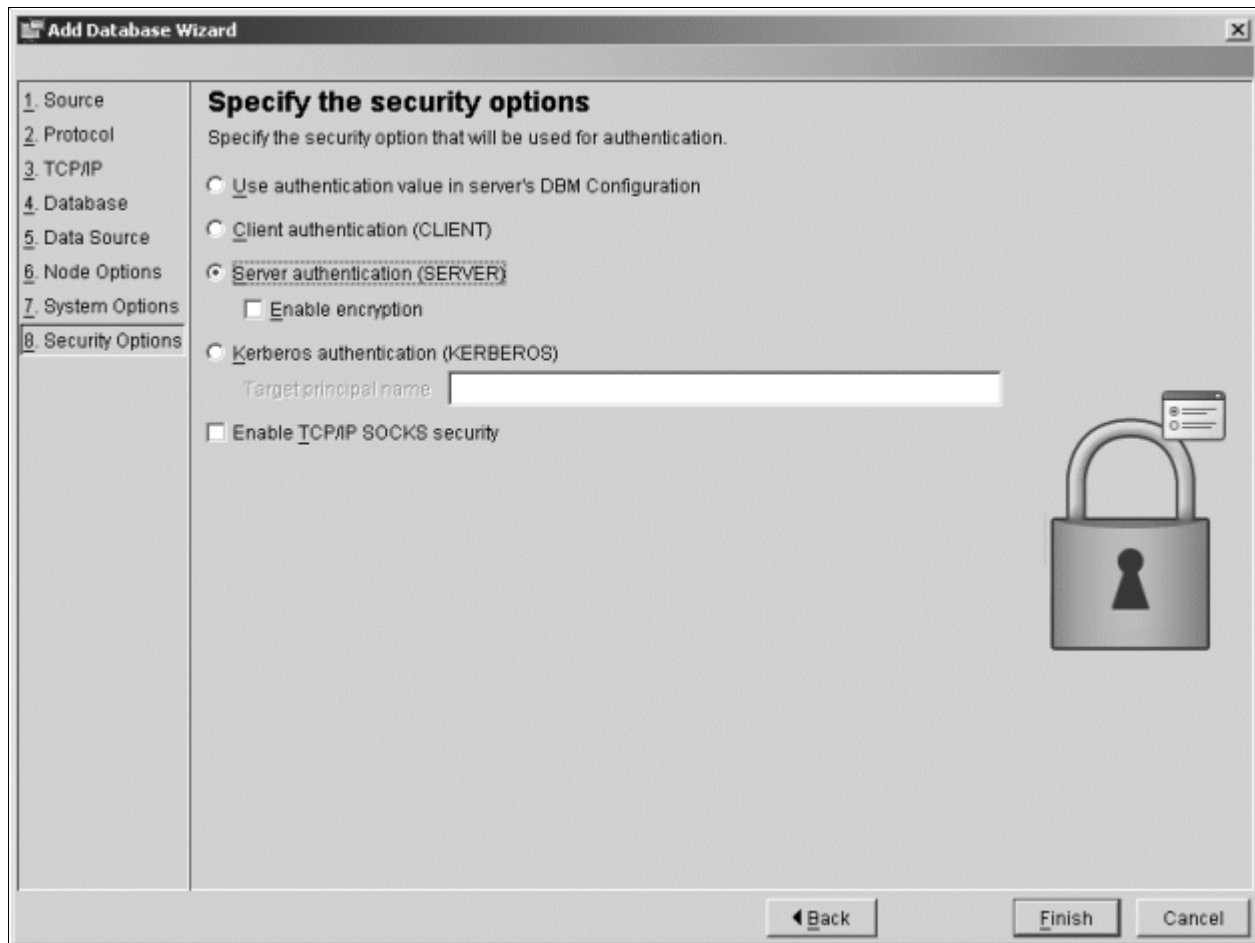 Add Database Wizard
1. Source
2. Protocol
3. TCP/IP
4. Database
5. Data Source
6. Node Options
7. System Options
8. Security Options
Specify the security options
Specify the security option that will be used for authentication.
Use authentication value in server's DBM Configuration
Client authentication (CLIENT)
Server authentication (SERVER)
Enable encryption
Kerberos authentication (KERBEROS)
Target principal name
Enable TCP/IP SOCKS security
Back
Finish
Cancel